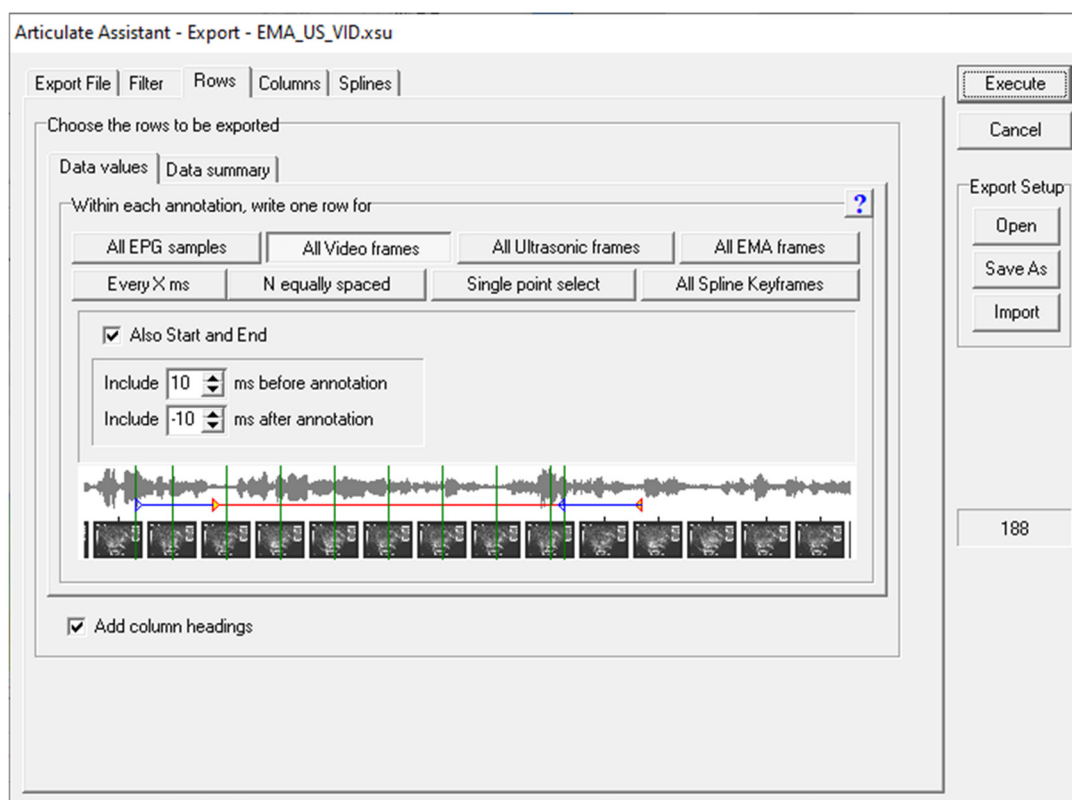 Articulate Assistant - Export - EMA_US_VID.xsu
Export File Filter Rows Columns Splines
Execute
Cancel
Choose the rows to be exported
Data values Data summary
Within each annotation, write one row for ?
All EPG samples All Video frames All Ultrasonic frames All EMA frames
Every X ms N equally spaced Single point select All Spline Keyframes
Also Start and End
Include 10 ms before annotation
Include -10 ms after annotation
Add column headings
Export Setup
Open
Save As
Import
188